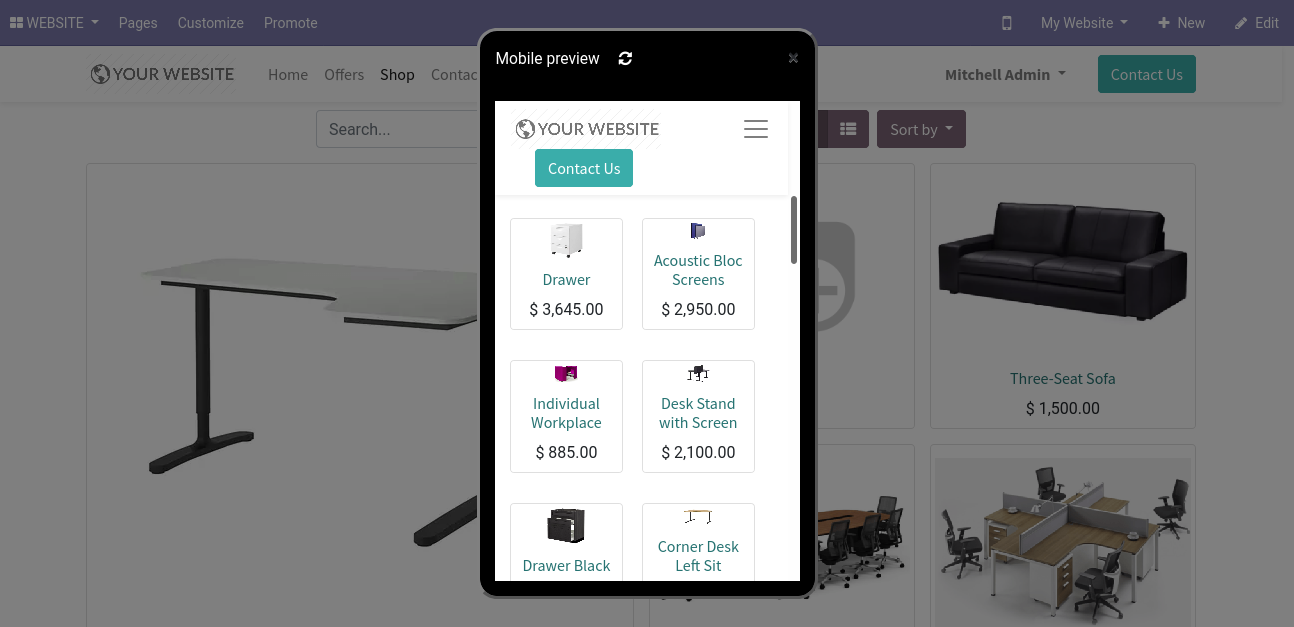 WEBSITE Pages Customize Promote My Website New Edit
YOUR WEBSITE Home Offers Shop Contac Mitchell Admin Contact Us
Search... Sort by
Three-Seat Sofa
$ 1,500.00
Mobile preview ×
YOUR WEBSITE
Contact Us
Drawer
$ 3,645.00
Acoustic Bloc
Screens
$ 2,950.00
Individual
Workplace
$ 885.00
Desk Stand
with Screen
$ 2,100.00
Drawer Black
Corner Desk
Left Sit